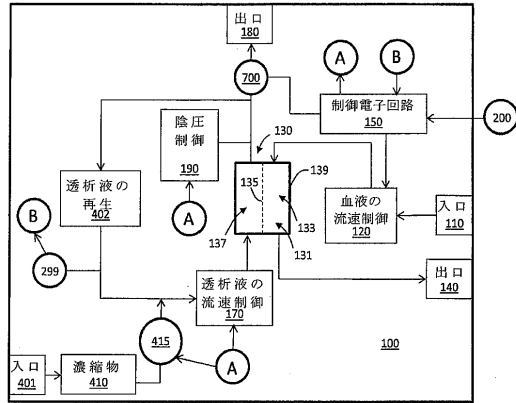 出口
180
A
B
700
制御電子回路
150
200
陰圧
制御
190
130
135
139
137
133
131
透析液の
再生
402
A
血液の
流速制御
120
入口
110
B
299
出口
140
透析液の
流速制御
170
415
A
100
入口
401
濃縮物
410